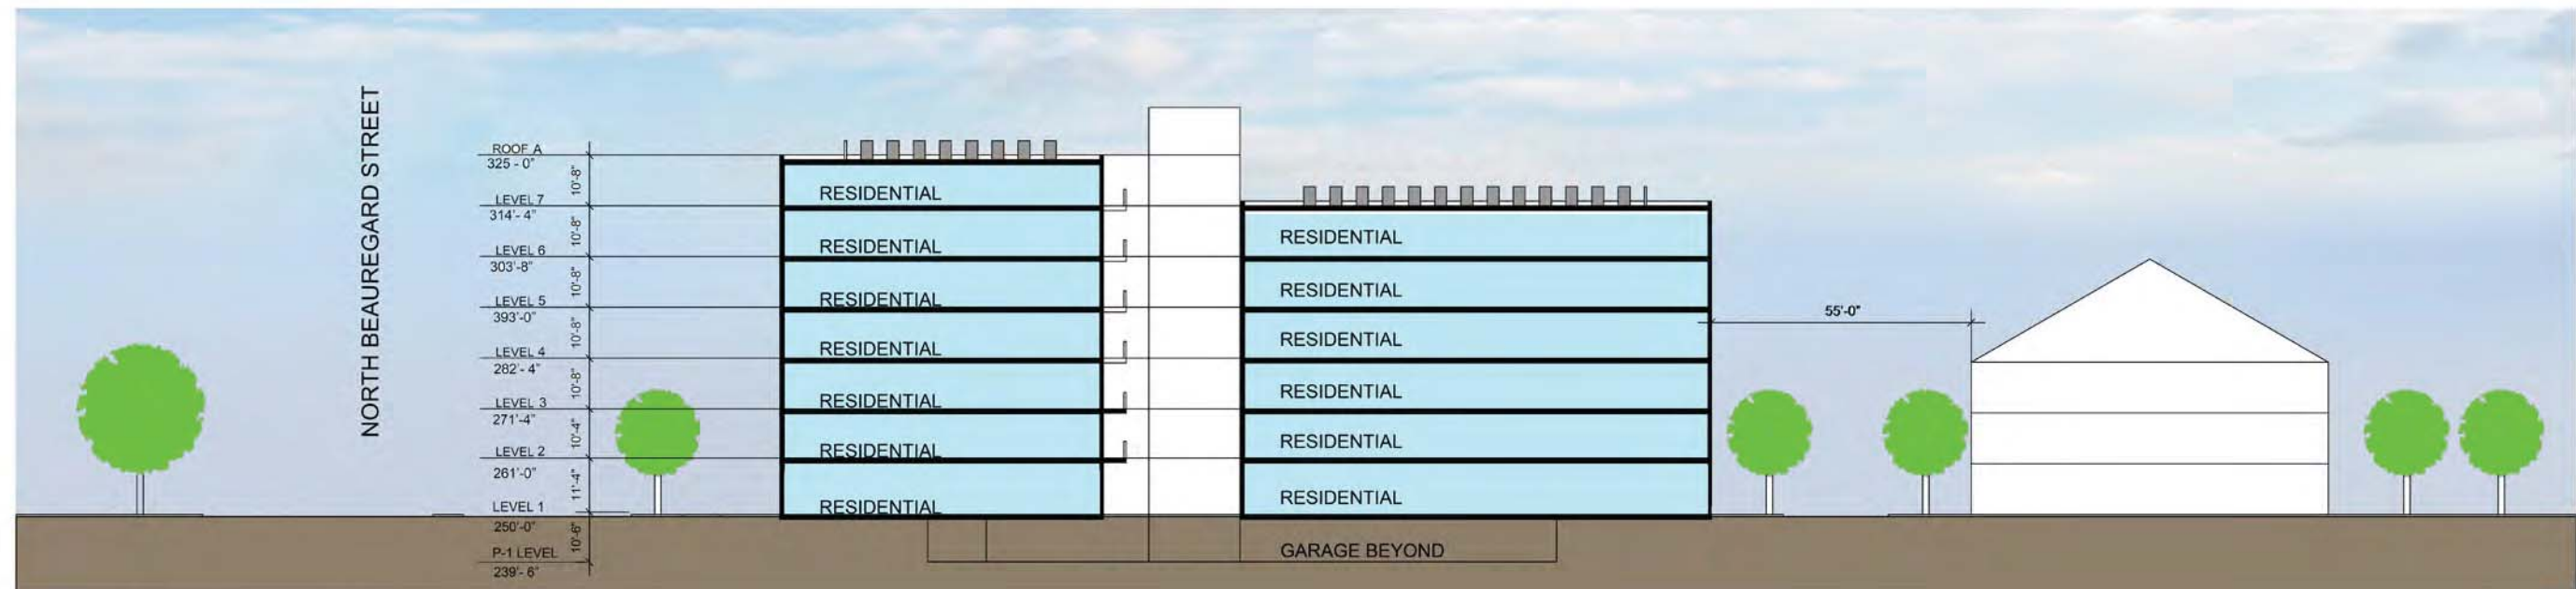 NORTH BEAUREGARD STREET
ROOF A
325 - 0"
10'-8"
LEVEL 7
314'- 4"
10'-8"
LEVEL 6
303'-8"
10'-8"
LEVEL 5
393'-0"
10'-8"
LEVEL 4
282'- 4"
10'-8"
LEVEL 3
271'-4"
10'-4"
LEVEL 2
261'-0"
11'-4"
LEVEL 1
250'-0"
10'-6"
P-1 LEVEL
239'- 6"
RESIDENTIAL
RESIDENTIAL
RESIDENTIAL
RESIDENTIAL
RESIDENTIAL
RESIDENTIAL
RESIDENTIAL
RESIDENTIAL
RESIDENTIAL
RESIDENTIAL
RESIDENTIAL
RESIDENTIAL
RESIDENTIAL
GARAGE BEYOND
55'-0"